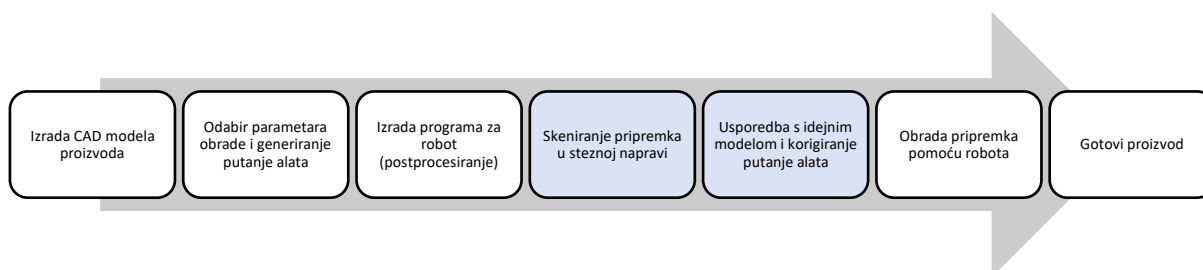 Izrada CAD modela
proizvoda
Odabir parametara
obrade i generiranje
putanje alata
Izrada programa za
robot
(postprocesiranje)
Skeniranje pripremka
u steznoj napravi
Usporedba s idejnim
modelom i korigiranje
putanje alata
Obrada pripremka
pomoću robota
Gotovi proizvod